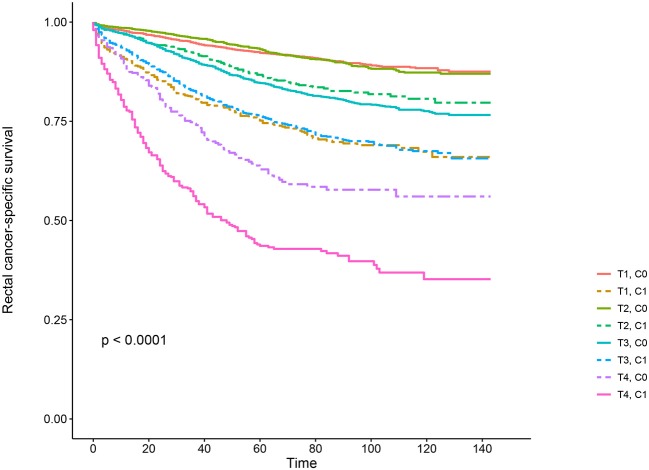 Rectal cancer-specific survival
1.00
0.75
0.50
0.25
0.00
p < 0.0001
0 20 40 60 80 100 120 140
Time
T1, C0
T1, C1
T2, C0
T2, C1
T3, C0
T3, C1
T4, C0
T4, C1